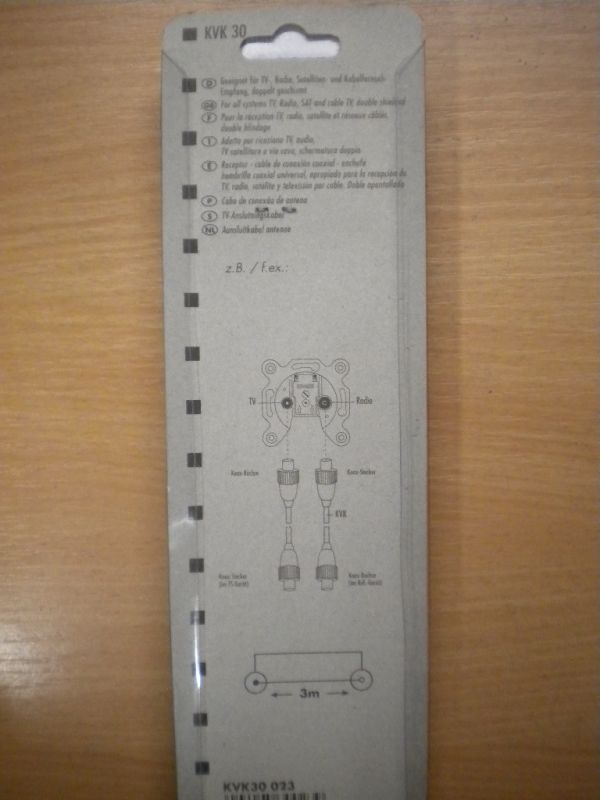 KVK 30
D Geeignet für TV-, Radio, Satelliten- und Kabelfernseh-
Empfang, doppelt geschirmt
GB For all systems TV, Radio, SAT and cable TV, double shielded
F Pour la réception TV, radio, satellite et réseaux câblés,
double blindage
I Adatto per ricezione TV, audio,
TV satellitare o via cavo, schermatura doppia
E Receptor - cable de conexión coaxial - enchufe
hembrilla coaxial universal, apropiado para la recepción de
TV, radio, satélite y televisión por cable. Doble apantallado
P Cabo de conexão de antena
S TV-Anslutningskabel
NL Aansluitkabel antenne
z.B. / f.ex.:
TV
Radio
Koax-Buchse
Koax-Stecker
KVK
Koax-Stecker
(im TV-Gerät)
Koax-Buchse
(im Rdf.-Gerät)
3m
KVK30 023